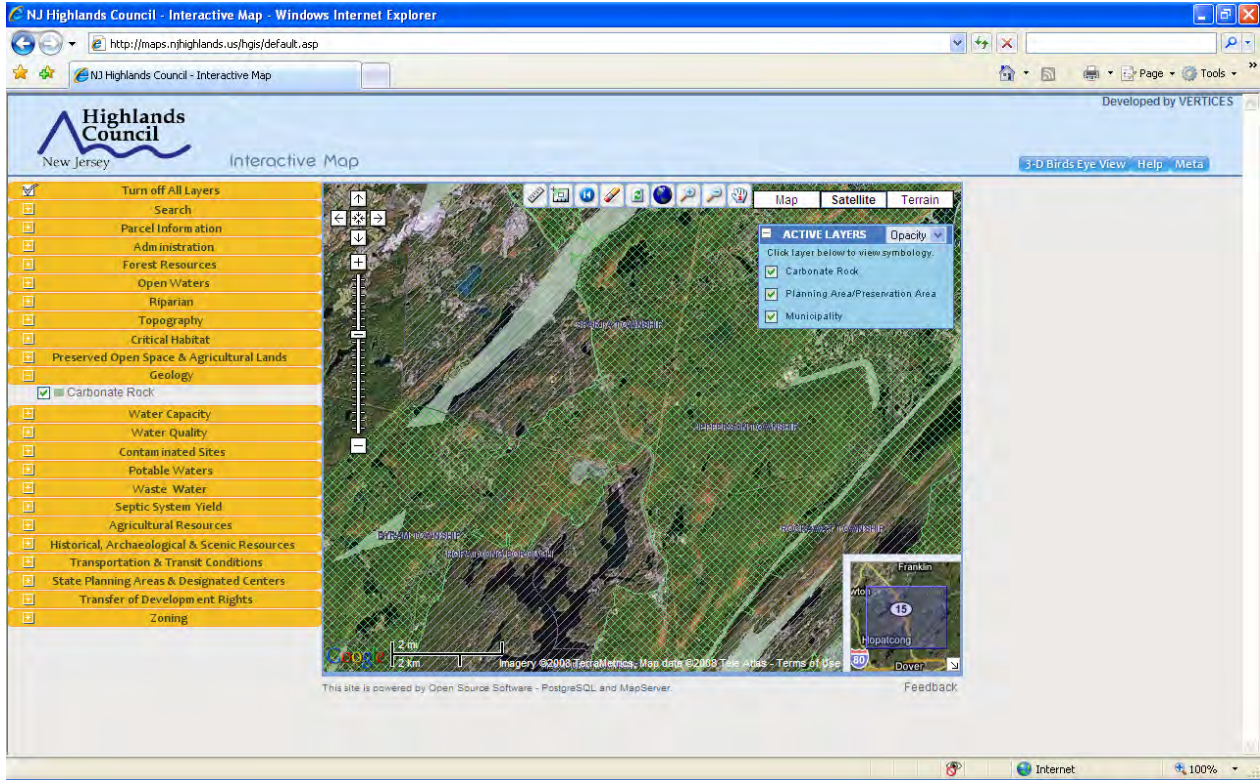 NJ Highlands Council - Interactive Map - Windows Internet Explorer
http://maps.njhighlands.us/hgis/default.asp
NJ Highlands Council - Interactive Map
Page
Tools
Developed by VERTICES
Highlands
Council
New Jersey
Interactive Map
3-D Birds Eye View Help Meta
Turn off All Layers
Search
Parcel Information
Administration
Forest Resources
Open Waters
Riparian
Topography
Critical Habitat
Preserved Open Space & Agricultural Lands
Geology
Carbonate Rock
Water Capacity
Water Quality
Contaminated Sites
Potable Waters
Waste Water
Septic System Yield
Agricultural Resources
Historical, Archaeological & Scenic Resources
Transportation & Transit Conditions
State Planning Areas & Designated Centers
Transfer of Development Rights
Zoning
Map Satellite Terrain
ACTIVE LAYERS Opacity
Click layer below to view symbology.
Carbonate Rock
Planning Area/Preservation Area
Municipality
SPARTA TOWNSHIP
JEFFERSON TOWNSHIP
ROCKAWAY TOWNSHIP
BYRAM TOWNSHIP
HOPATCONG BOROUGH
Franklin
wton
15
Hopatcong
80
Dover
2 mi
2 km
Google
Imagery ©2008 TerraMetrics, Map data ©2008 Tele Atlas - Terms of Use
This site is powered by Open Source Software - PostgreSQL and MapServer.
Feedback
Internet
100%